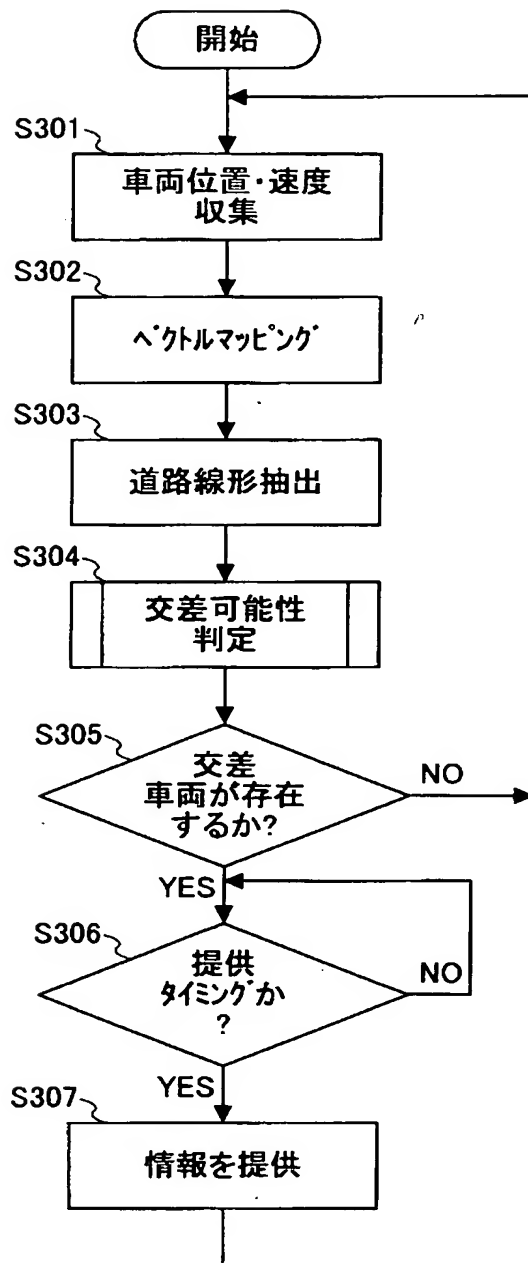 開始
S301
車両位置・速度
収集
S302
ベクトルマッピング
S303
道路線形抽出
S304
交差可能性
判定
S305
交差
車両が存在
するか?
NO
YES
S306
提供
タイミングか
?
NO
YES
S307
情報を提供